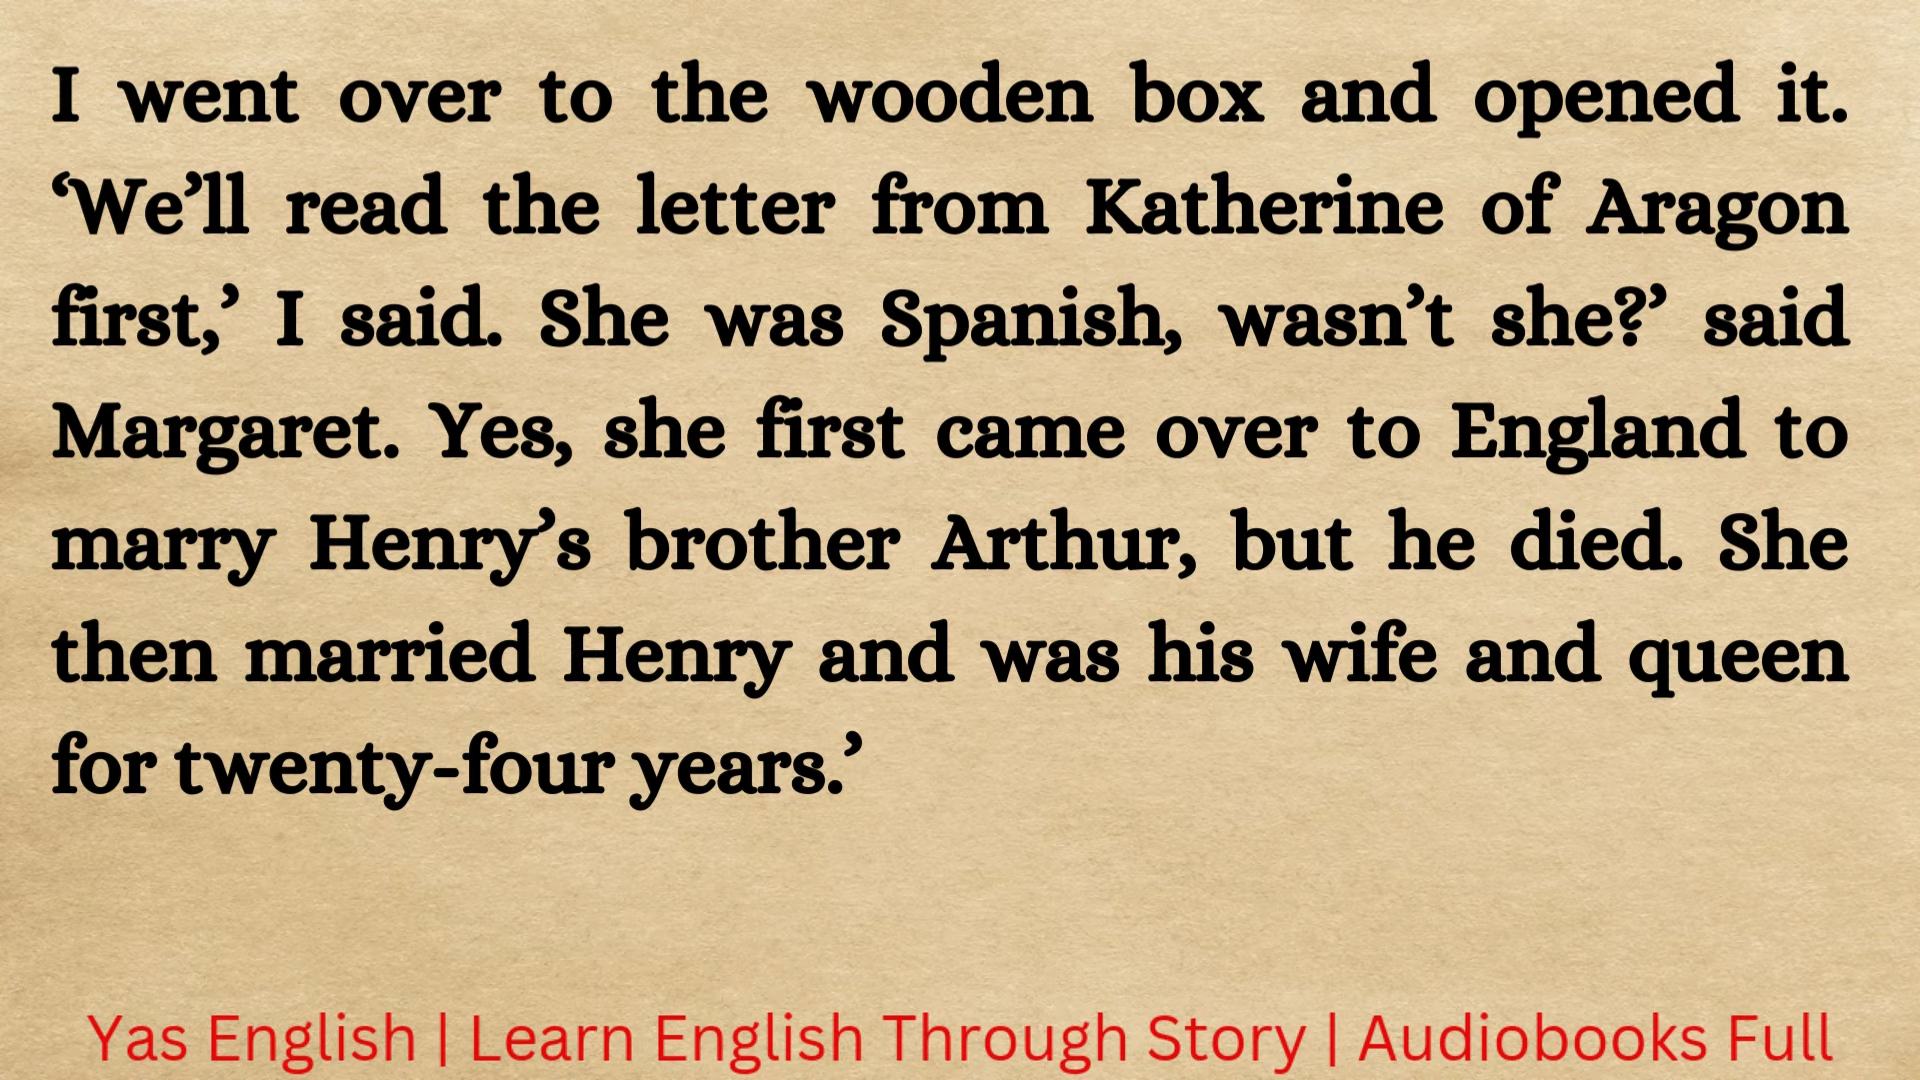 I went over to the wooden box and opened it.
‘We’ll read the letter from Katherine of Aragon
first,’ I said. She was Spanish, wasn’t she?’ said
Margaret. Yes, she first came over to England to
marry Henry’s brother Arthur, but he died. She
then married Henry and was his wife and queen
for twenty-four years.’
Yas English | Learn English Through Story | Audiobooks Full